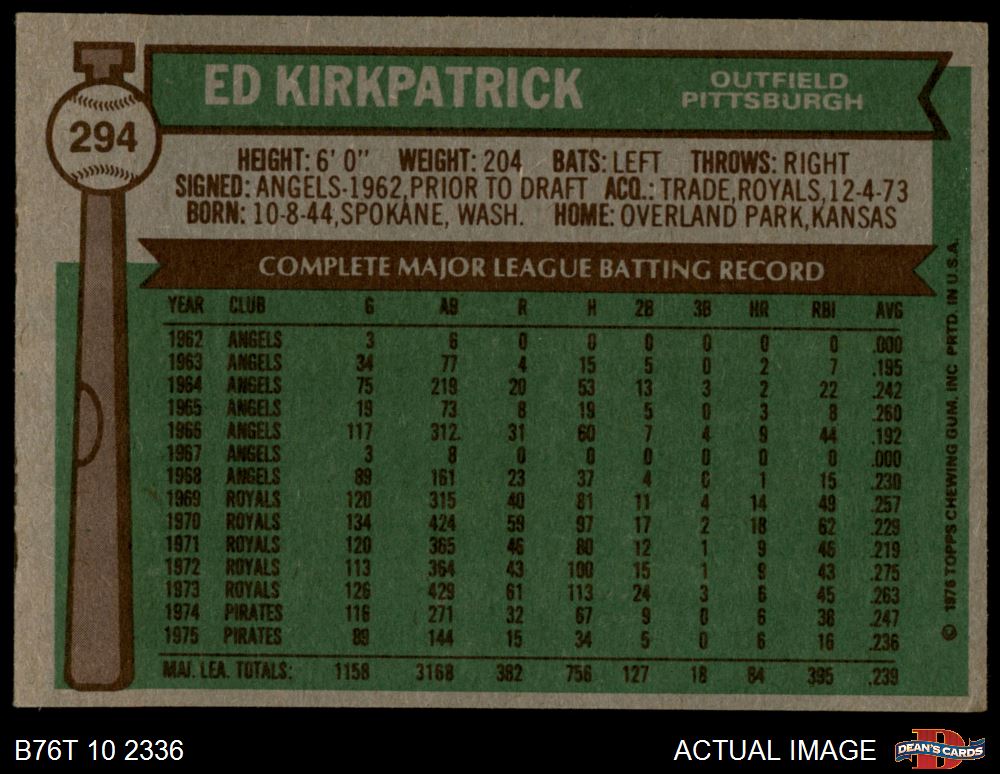 294
ED KIRKPATRICK
OUTFIELD
PITTSBURGH
HEIGHT: 6' 0" WEIGHT: 204 BATS: LEFT THROWS: RIGHT
SIGNED: ANGELS-1962, PRIOR TO DRAFT ACQ.: TRADE, ROYALS, 12-4-73
BORN: 10-8-44, SPOKANE, WASH. HOME: OVERLAND PARK, KANSAS
COMPLETE MAJOR LEAGUE BATTING RECORD
YEAR CLUB G AB R H 2B 3B HR RBI AVG
1962 ANGELS 3 6 0 0 0 0 0 0 .000
1963 ANGELS 34 77 4 15 5 0 2 7 .195
1964 ANGELS 75 219 20 53 13 3 2 22 .242
1965 ANGELS 19 73 8 19 5 0 3 8 .260
1966 ANGELS 117 312 31 60 7 4 9 44 .192
1967 ANGELS 3 8 0 0 0 0 0 0 .000
1968 ANGELS 89 161 23 37 4 0 1 15 .230
1969 ROYALS 120 315 40 81 11 4 14 49 .257
1970 ROYALS 134 424 59 97 17 2 18 62 .229
1971 ROYALS 120 365 46 80 12 1 9 46 .219
1972 ROYALS 113 364 43 100 15 1 9 43 .275
1973 ROYALS 126 429 61 113 24 3 6 45 .263
1974 PIRATES 116 271 32 67 9 0 6 38 .247
1975 PIRATES 89 144 15 34 5 0 6 16 .236
MAJ. LEA. TOTALS: 1158 3168 382 756 127 18 84 395 .239
© 1976 TOPPS CHEWING GUM, INC PRTD. IN U.S.A.
B76T 10 2336
ACTUAL IMAGE
D
DEAN'S CARDS